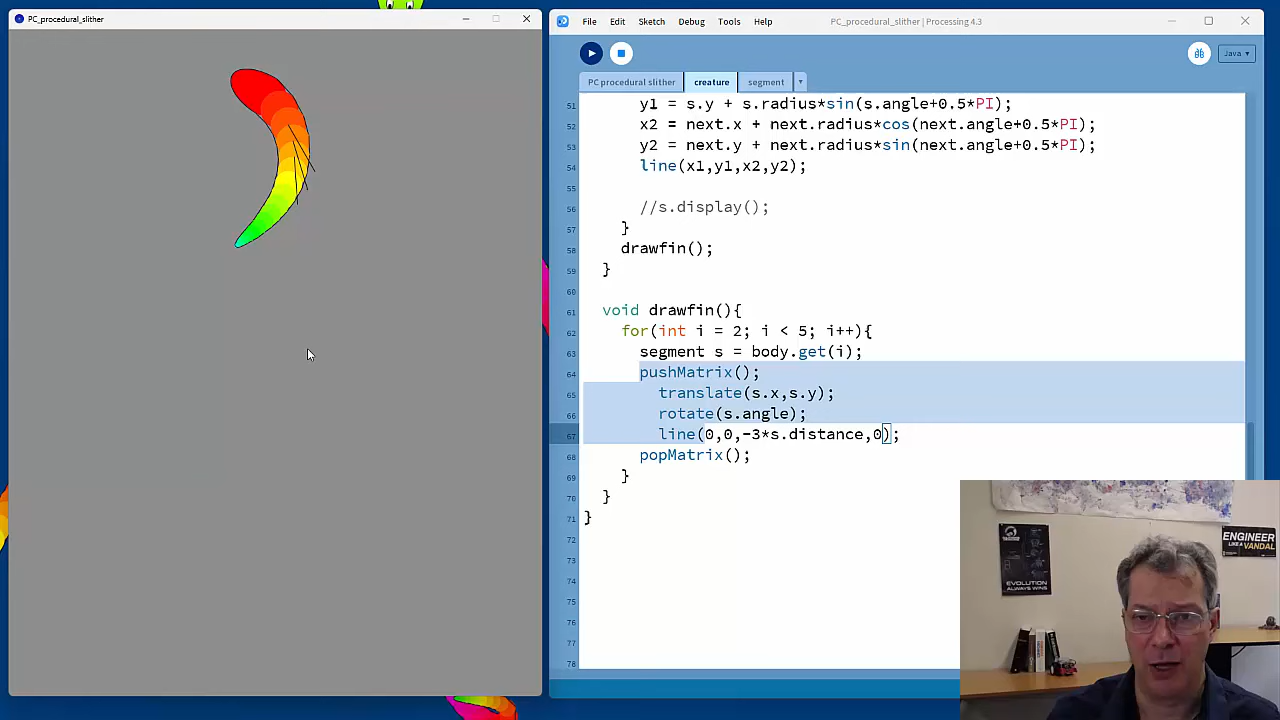 PC_procedural_slither
PC_procedural_slither | Processing 4.3
File Edit Sketch Debug Tools Help
Java
PC procedural slither creature segment
51 y1 = s.y + s.radius*sin(s.angle+0.5*PI);
52 x2 = next.x + next.radius*cos(next.angle+0.5*PI);
53 y2 = next.y + next.radius*sin(next.angle+0.5*PI);
54 line(x1,y1,x2,y2);
55
56 //s.display();
57 }
58 drawfin();
59 }
60
61 void drawfin(){
62 for(int i = 2; i < 5; i++){
63 segment s = body.get(i);
64 pushMatrix();
65 translate(s.x,s.y);
66 rotate(s.angle);
67 line(0,0,-3*s.distance,0);
68 popMatrix();
69 }
70 }
71 }
72
73
74
75
76
77
78
EVOLUTION
ALWAYS WINS
ENGINEER
LIKE A
VANDAL